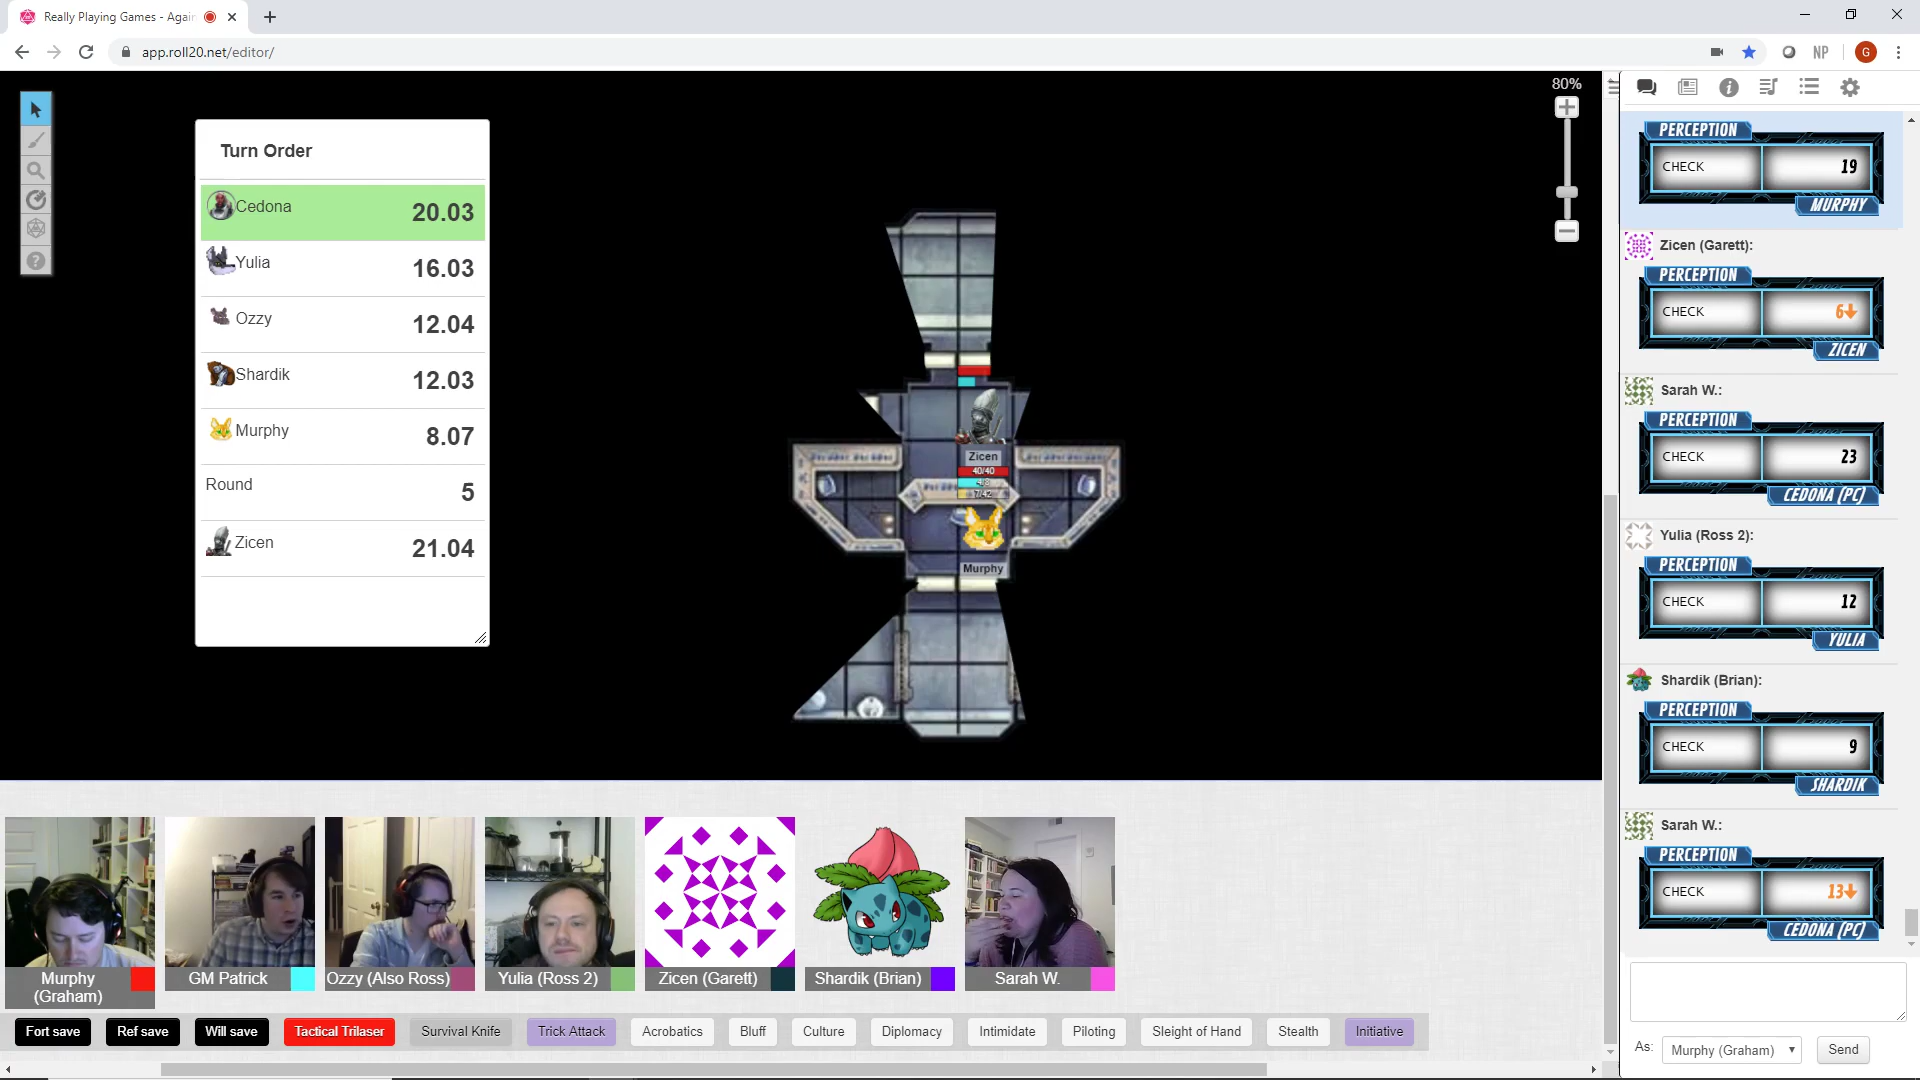 Really Playing Games - Again
app.roll20.net/editor/
NP
G
80%
Turn Order
Cedona 20.03
Yulia 16.03
Ozzy 12.04
Shardik 12.03
Murphy 8.07
Round 5
Zicen 21.04
Zicen
40/40
7/42
Murphy
PERCEPTION
CHECK 19
MURPHY
Zicen (Garett):
PERCEPTION
CHECK 6
ZICEN
Sarah W.:
PERCEPTION
CHECK 23
CEDONA (PC)
Yulia (Ross 2):
PERCEPTION
CHECK 12
YULIA
Shardik (Brian):
PERCEPTION
CHECK 9
SHARDIK
Sarah W.:
PERCEPTION
CHECK 13
CEDONA (PC)
Murphy (Graham)
GM Patrick
Ozzy (Also Ross)
Yulia (Ross 2)
Zicen (Garett)
Shardik (Brian)
Sarah W.
Fort save Ref save Will save Tactical Trilaser Survival Knife Trick Attack Acrobatics Bluff Culture Diplomacy Intimidate Piloting Sleight of Hand Stealth Initiative
As: Murphy (Graham) Send